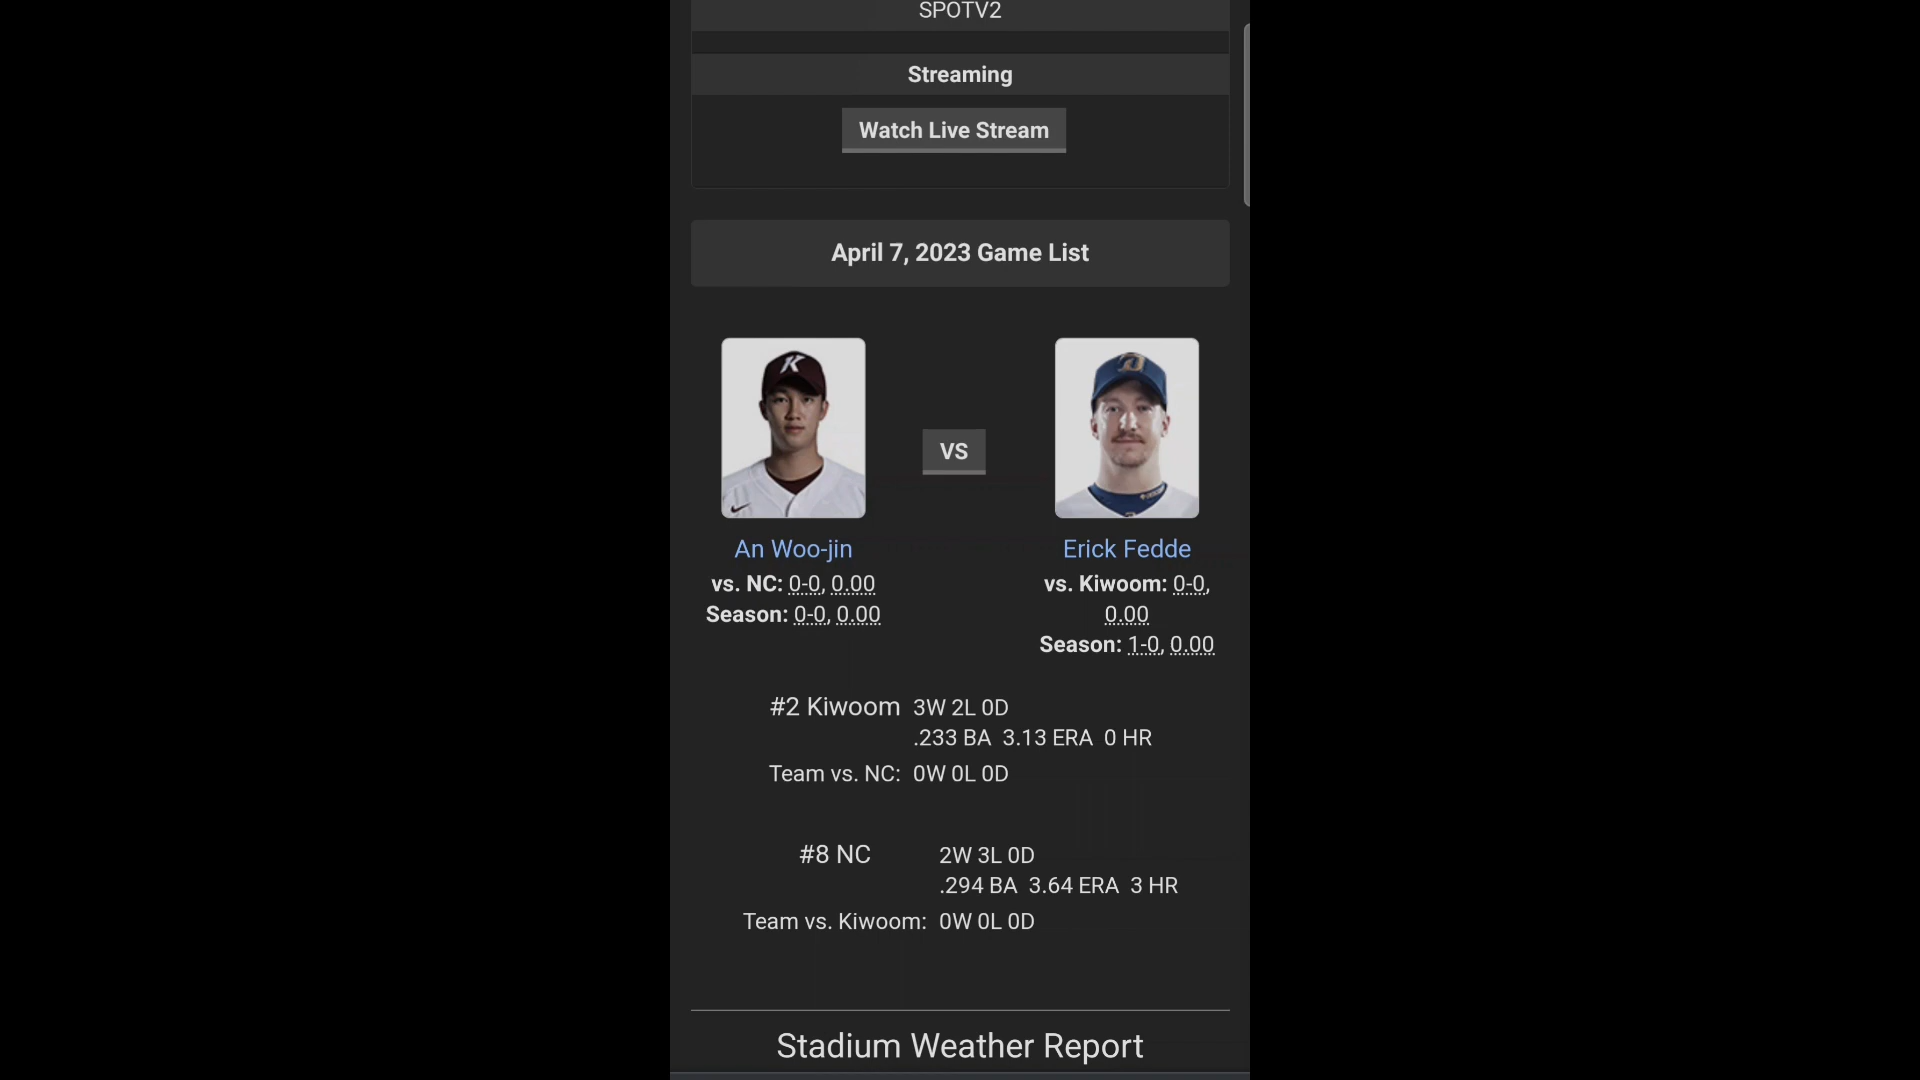 SPOTV2
Streaming
Watch Live Stream
April 7, 2023 Game List
K
D
VS
An Woo-jin
Erick Fedde
vs. NC: 0-0, 0.00
Season: 0-0, 0.00
vs. Kiwoom: 0-0,
0.00
Season: 1-0, 0.00
#2 Kiwoom 3W 2L 0D
.233 BA 3.13 ERA 0 HR
Team vs. NC: 0W 0L 0D
#8 NC 2W 3L 0D
.294 BA 3.64 ERA 3 HR
Team vs. Kiwoom: 0W 0L 0D
Stadium Weather Report